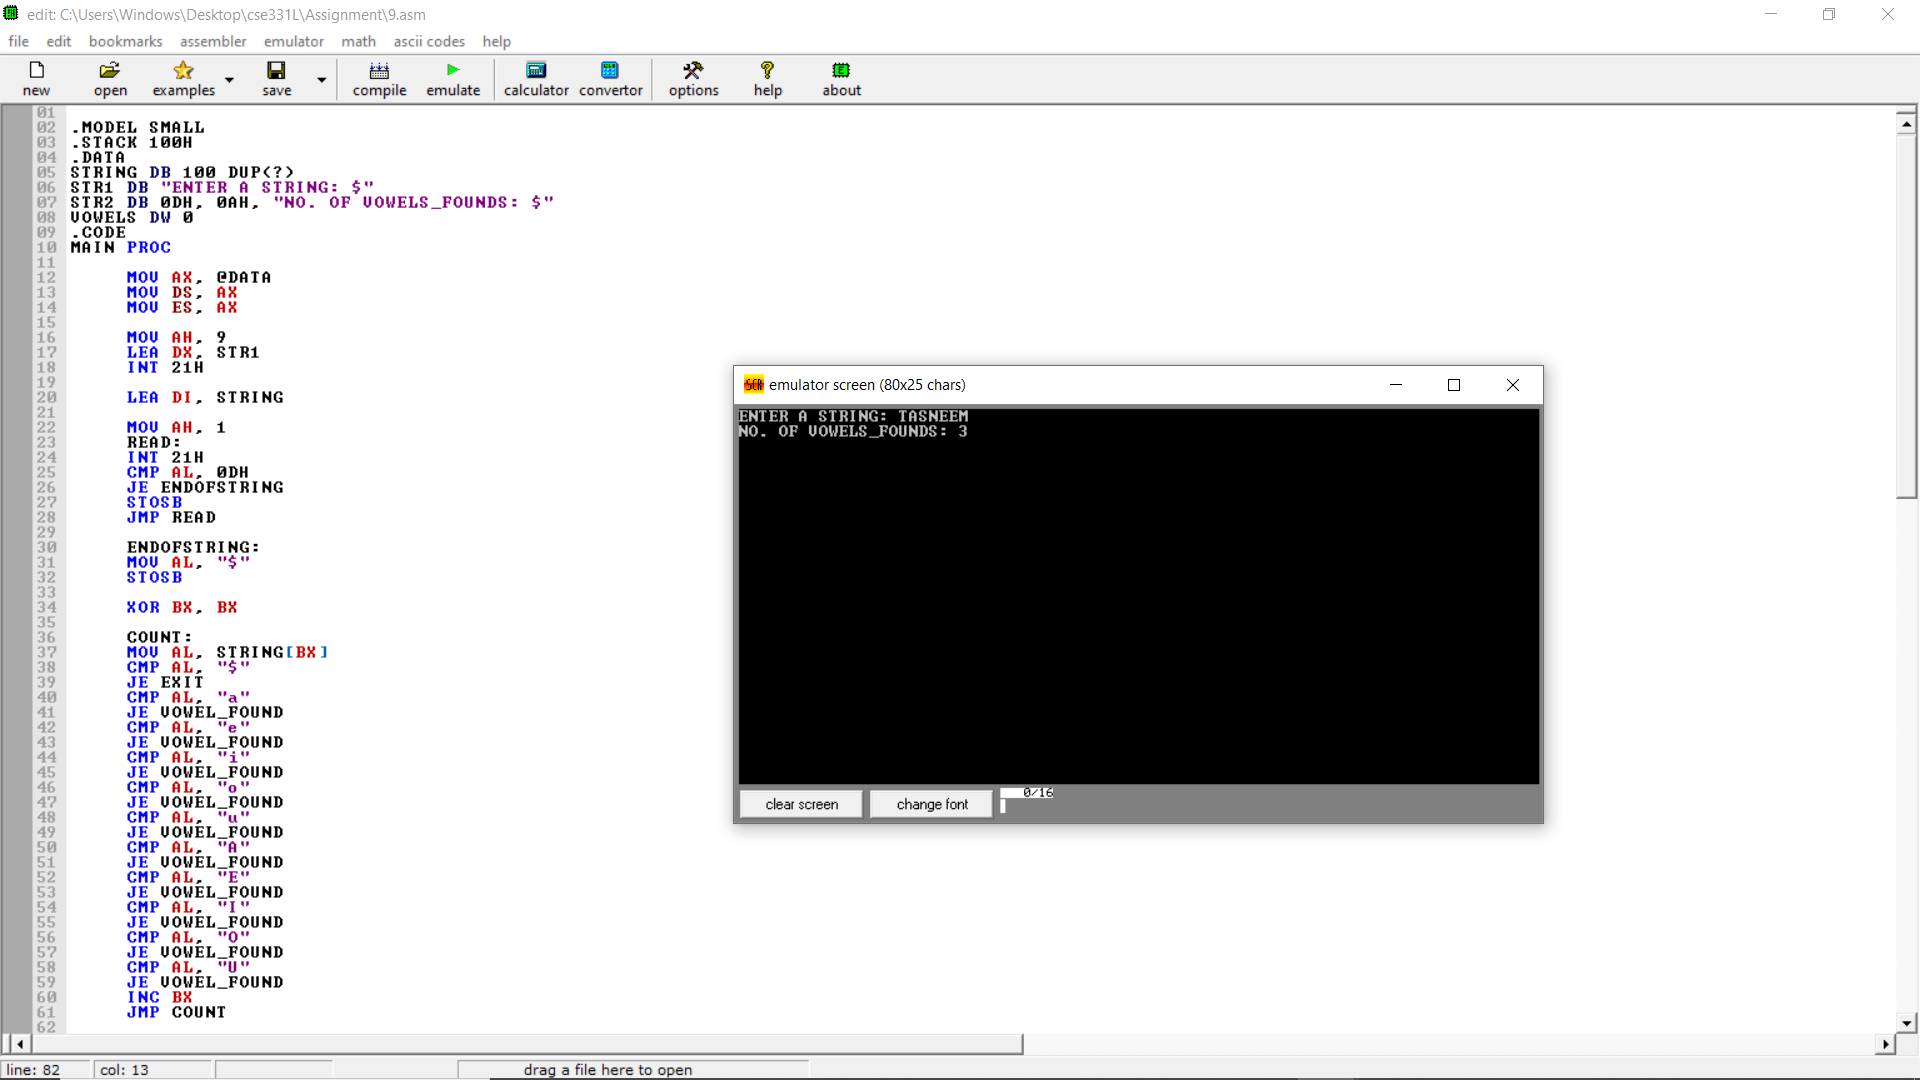 edit: C:\Users\Windows\Desktop\cse331L\Assignment\9.asm
file edit bookmarks assembler emulator math ascii codes help
new open examples save compile emulate calculator convertor options help about
01
02 .MODEL SMALL
03 .STACK 100H
04 .DATA
05 STRING DB 100 DUP(?)
06 STR1 DB "ENTER A STRING: $"
07 STR2 DB 0DH, 0AH, "NO. OF VOWELS_FOUNDS: $"
08 VOWELS DW 0
09 .CODE
10 MAIN PROC
11
12 MOV AX, @DATA
13 MOV DS, AX
14 MOV ES, AX
15
16 MOV AH, 9
17 LEA DX, STR1
18 INT 21H
19
20 LEA DI, STRING
21
22 MOV AH, 1
23 READ:
24 INT 21H
25 CMP AL, 0DH
26 JE ENDOFSTRING
27 STOSB
28 JMP READ
29
30 ENDOFSTRING:
31 MOV AL, "$"
32 STOSB
33
34 XOR BX, BX
35
36 COUNT:
37 MOV AL, STRING[BX]
38 CMP AL, "$"
39 JE EXIT
40 CMP AL, "a"
41 JE VOWEL_FOUND
42 CMP AL, "e"
43 JE VOWEL_FOUND
44 CMP AL, "i"
45 JE VOWEL_FOUND
46 CMP AL, "o"
47 JE VOWEL_FOUND
48 CMP AL, "u"
49 JE VOWEL_FOUND
50 CMP AL, "A"
51 JE VOWEL_FOUND
52 CMP AL, "E"
53 JE VOWEL_FOUND
54 CMP AL, "I"
55 JE VOWEL_FOUND
56 CMP AL, "O"
57 JE VOWEL_FOUND
58 CMP AL, "U"
59 JE VOWEL_FOUND
60 INC BX
61 JMP COUNT
62
SCR emulator screen (80x25 chars)
ENTER A STRING: TASNEEM
NO. OF VOWELS_FOUNDS: 3
clear screen change font 0/16
line: 82 col: 13 drag a file here to open